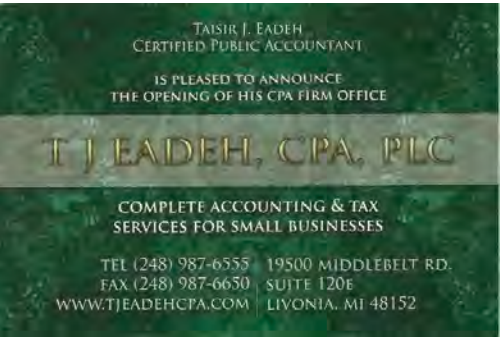 TAISIR J. EADEH
CERTIFIED PUBLIC ACCOUNTANT
IS PLEASED TO ANNOUNCE
THE OPENING OF HIS CPA FIRM OFFICE
T J EADEH, CPA, PLC
COMPLETE ACCOUNTING & TAX
SERVICES FOR SMALL BUSINESSES
TEL (248) 987-6555
FAX (248) 987-6650
WWW.TJEADEHCPA.COM
19500 MIDDLEBELT RD.
SUITE 120E
LIVONIA, MI 48152